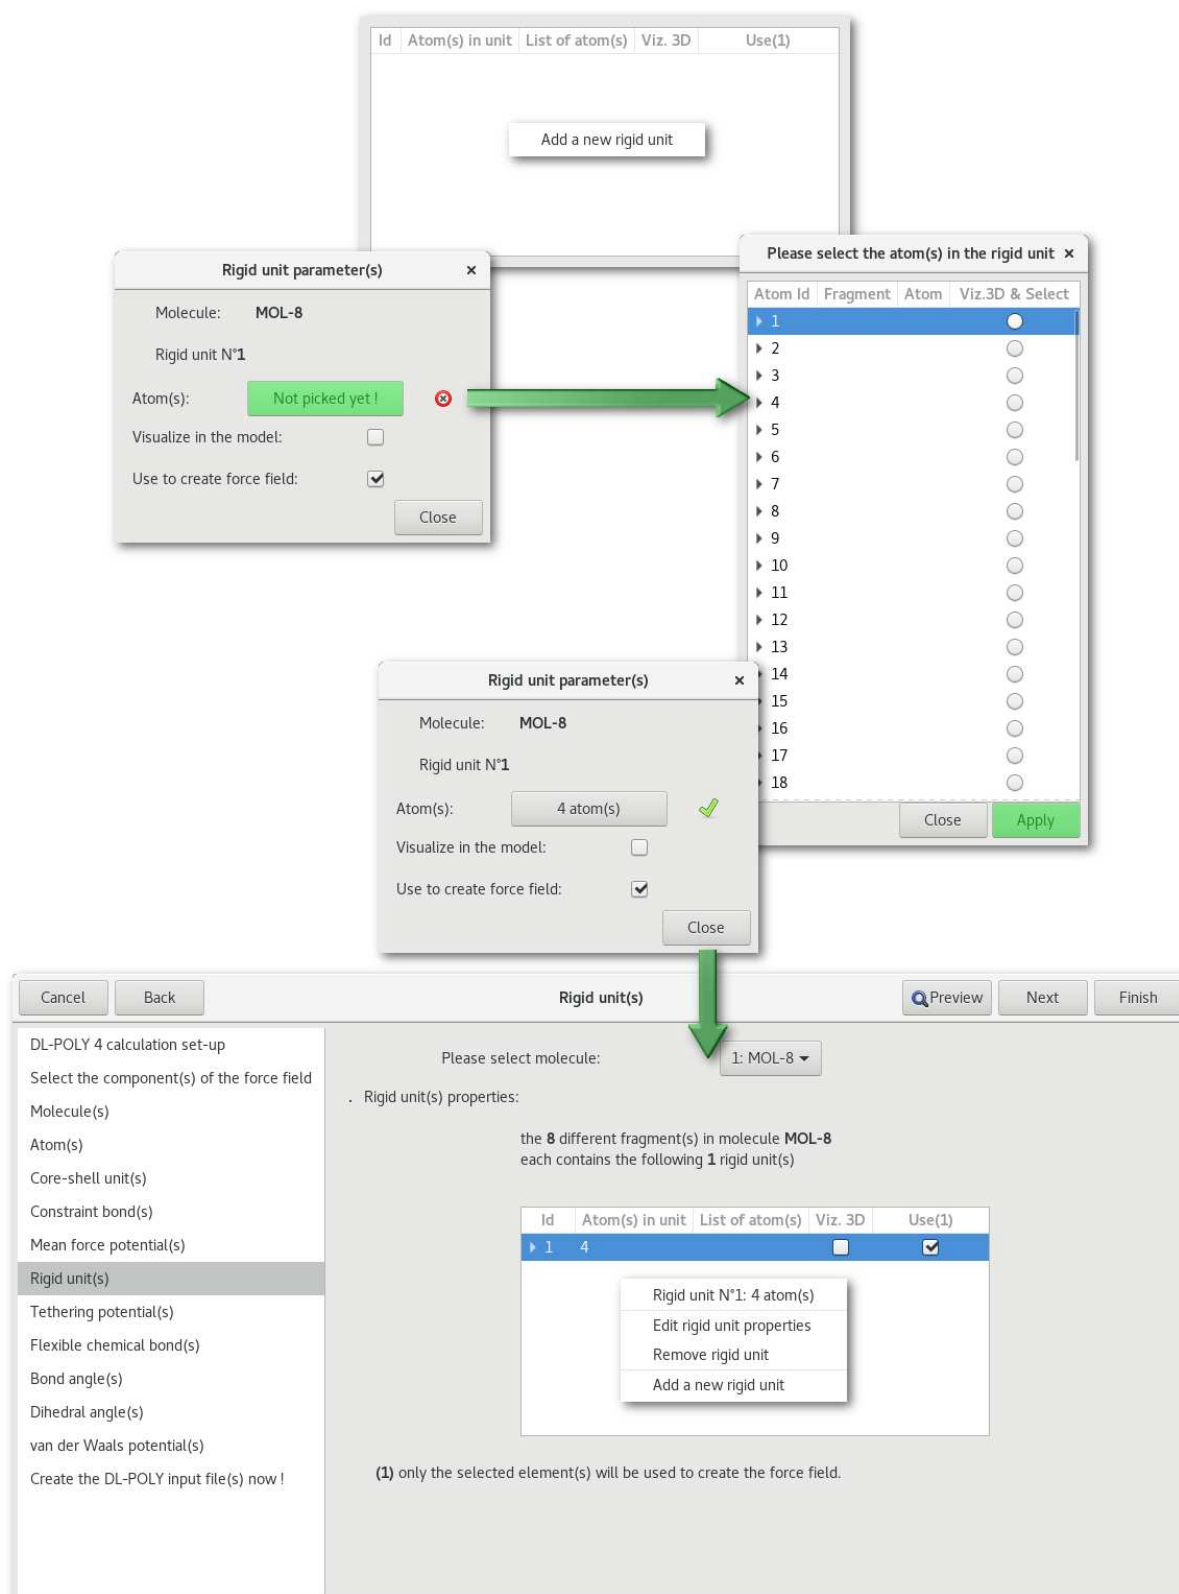 Id Atom(s) in unit List of atom(s) Viz. 3D Use(1)
Add a new rigid unit
Rigid unit parameter(s) ×
Molecule: MOL-8
Rigid unit N°1
Atom(s): Not picked yet !
Visualize in the model:
Use to create force field:
Close
Please select the atom(s) in the rigid unit ×
Atom Id Fragment Atom Viz.3D & Select
1
2
3
4
5
6
7
8
9
10
11
12
13
14
15
16
17
18
Close Apply
Rigid unit parameter(s) ×
Molecule: MOL-8
Rigid unit N°1
Atom(s): 4 atom(s)
Visualize in the model:
Use to create force field:
Close
Cancel Back Rigid unit(s) Preview Next Finish
DL-POLY 4 calculation set-up
Select the component(s) of the force field
Molecule(s)
Atom(s)
Core-shell unit(s)
Constraint bond(s)
Mean force potential(s)
Rigid unit(s)
Tethering potential(s)
Flexible chemical bond(s)
Bond angle(s)
Dihedral angle(s)
van der Waals potential(s)
Create the DL-POLY input file(s) now !
Please select molecule: 1: MOL-8
. Rigid unit(s) properties:
the 8 different fragment(s) in molecule MOL-8
each contains the following 1 rigid unit(s)
Id Atom(s) in unit List of atom(s) Viz. 3D Use(1)
1 4
Rigid unit N°1: 4 atom(s)
Edit rigid unit properties
Remove rigid unit
Add a new rigid unit
(1) only the selected element(s) will be used to create the force field.